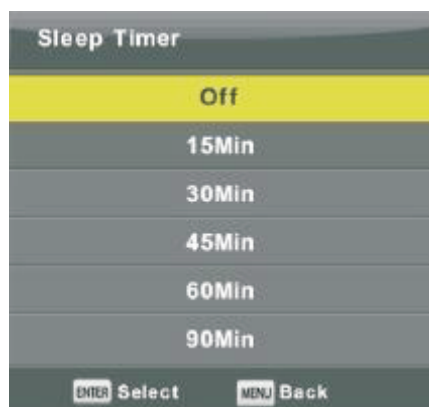 Sleep Timer
Off
15Min
30Min
45Min
60Min
90Min
ENTER Select MENU Back